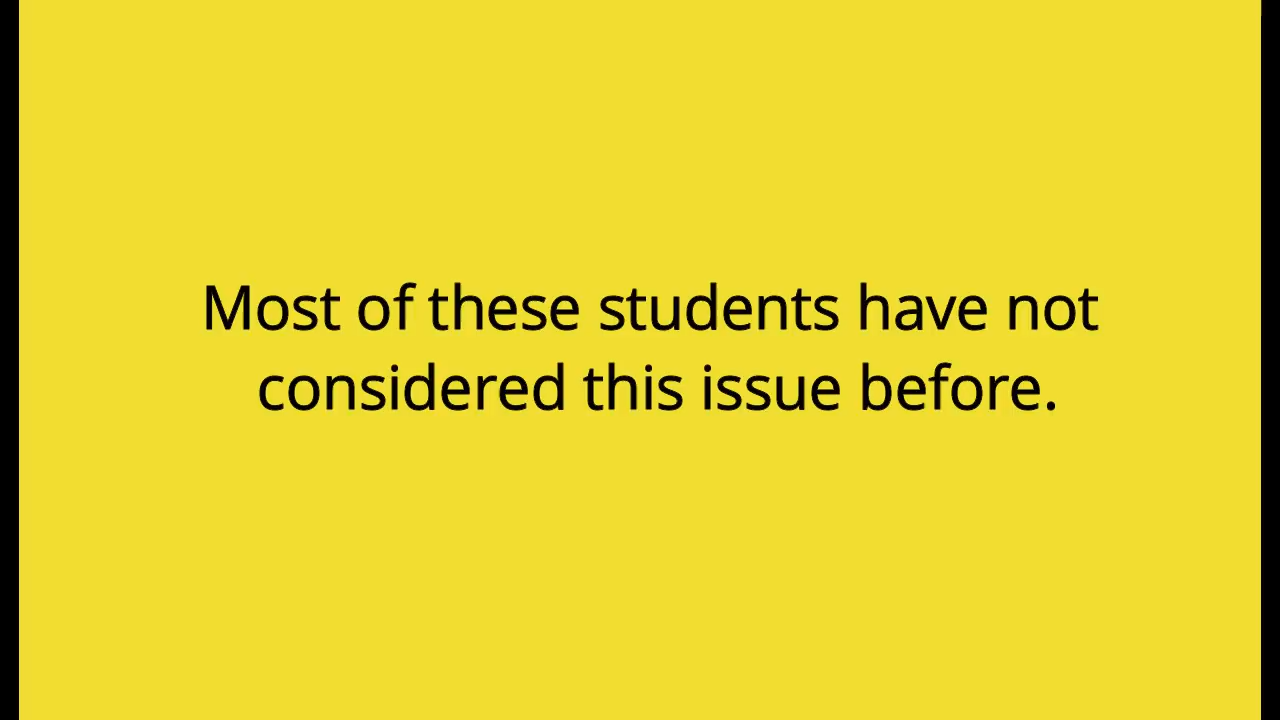 Most of these students have not
considered this issue before.